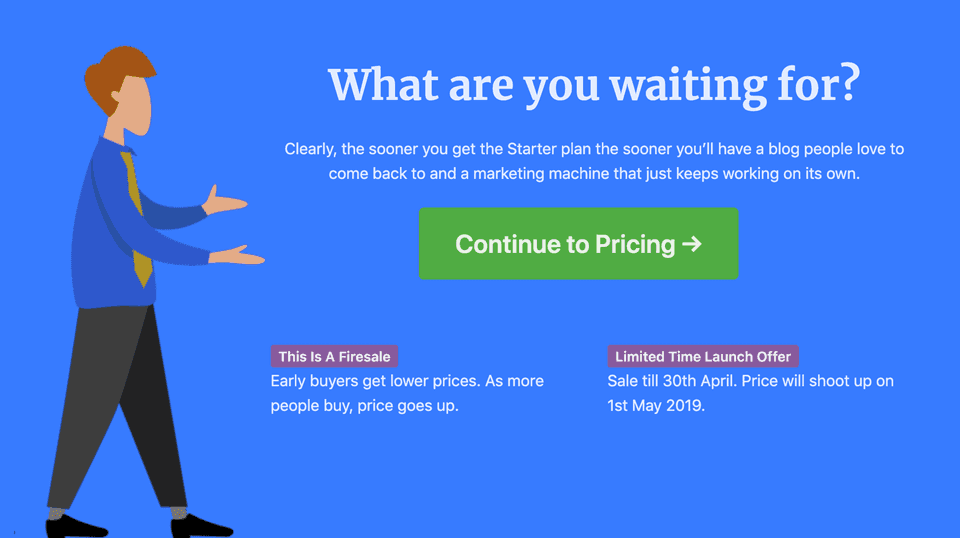 What are you waiting for?
Clearly, the sooner you get the Starter plan the sooner you’ll have a blog people love to
come back to and a marketing machine that just keeps working on its own.
Continue to Pricing →
This Is A Firesale
Early buyers get lower prices. As more
people buy, price goes up.
Limited Time Launch Offer
Sale till 30th April. Price will shoot up on
1st May 2019.